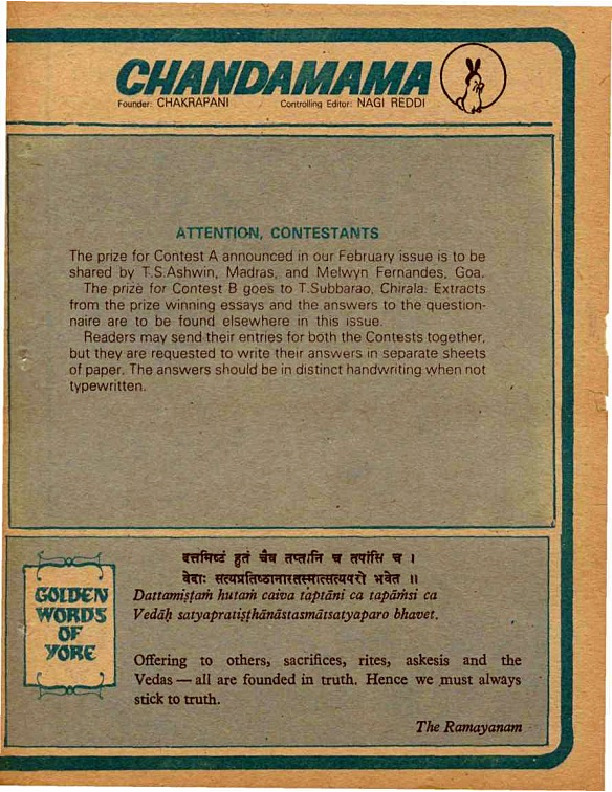 CHANDAMAMA
Founder: CHAKRAPANI Controlling Editor: NAGI REDDI
ATTENTION, CONTESTANTS
The prize for Contest A announced in our February issue is to be
shared by T.S.Ashwin, Madras, and Melwyn Fernandes, Goa.
The prize for Contest B goes to T.Subbarao, Chirala. Extracts
from the prize winning essays and the answers to the question-
naire are to be found elsewhere in this issue.
Readers may send their entries for both the Contests together,
but they are requested to write their answers in separate sheets
of paper. The answers should be in distinct handwriting when not
typewritten.
GOLDEN
WORDS
OF
YORE
दत्तमिष्टं हुतं चैव तप्तानि च तपांसि च ।
वेदाः सत्यप्रतिष्ठानास्तस्मात्सत्यपरो भवेत ॥
Dattamiṣṭaṁ hutaṁ caiva taptāni ca tapāṁsi ca
Vedāḥ satyapratiṣṭhānāstasmātsatyaparo bhavet.
Offering to others, sacrifices, rites, askesis and the
Vedas — all are founded in truth. Hence we must always
stick to truth.
The Ramayanam